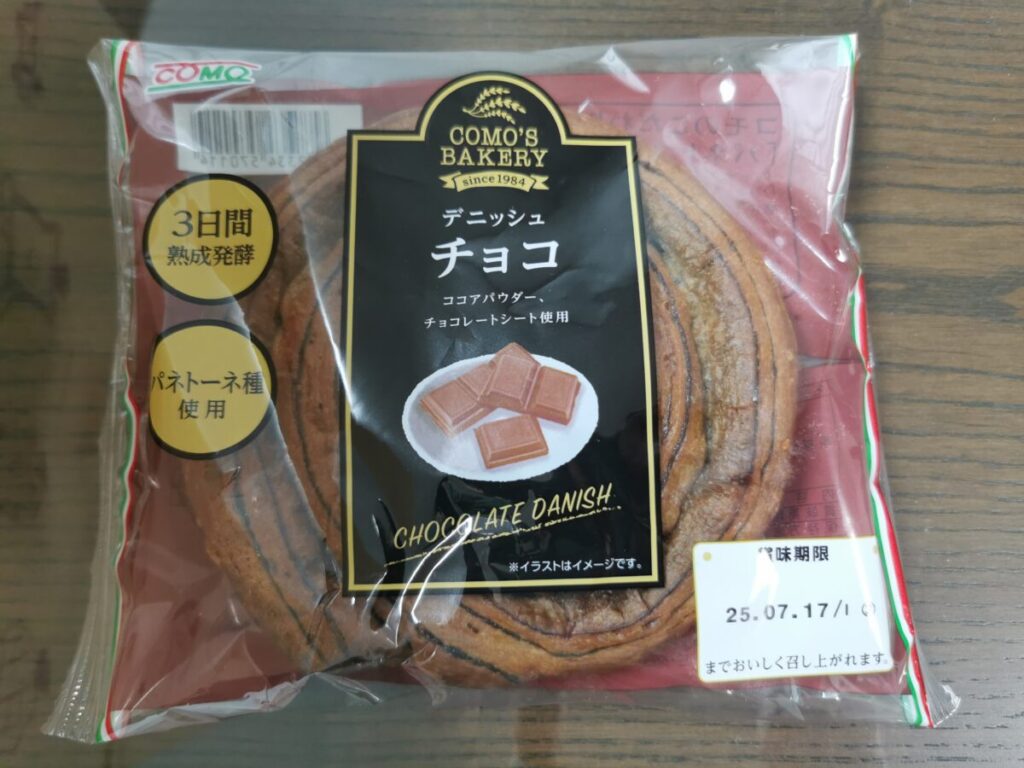 COMO
COMO'S
BAKERY
since 1984
3日間
熟成発酵
デニッシュ
チョコ
ココアパウダー、
チョコレートシート使用
パネトーネ種
使用
CHOCOLATE DANISH
※イラストはイメージです。
賞味期限
25.07.17/
までおいしく召し上がれます。